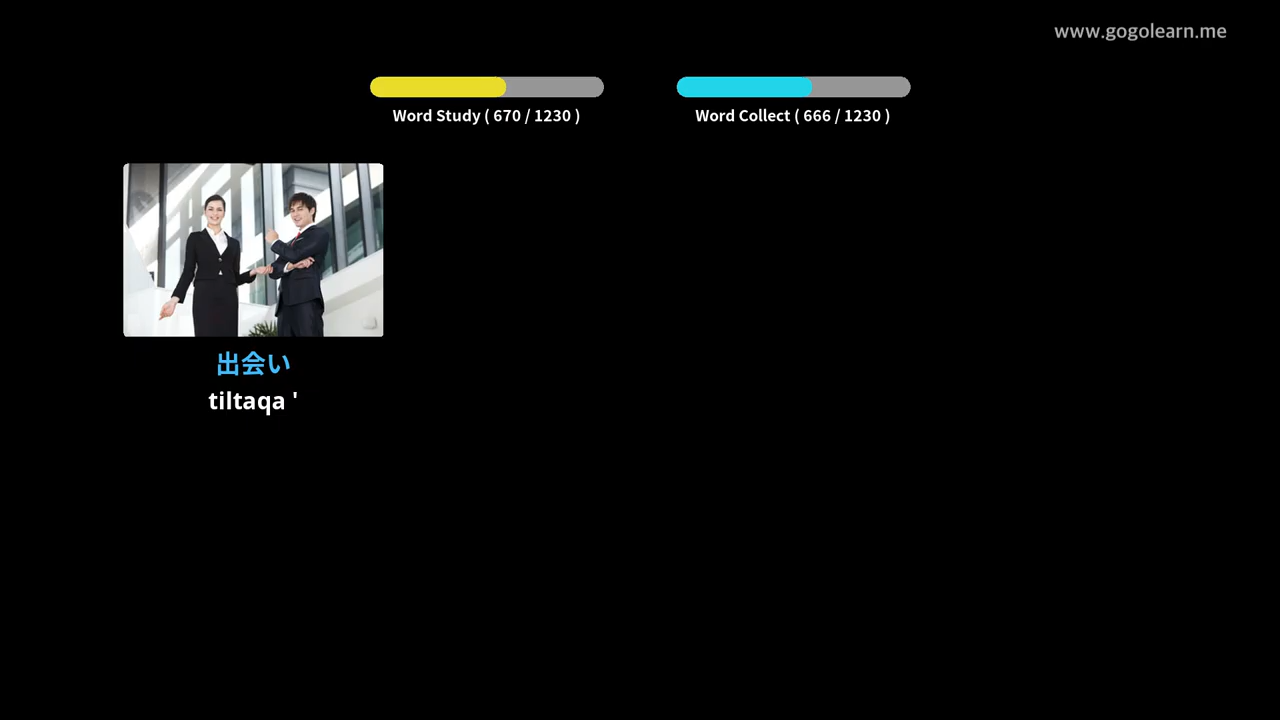 www.gogolearn.me
Word Study ( 670 / 1230 )
Word Collect ( 666 / 1230 )
出会い
tiltaqa '